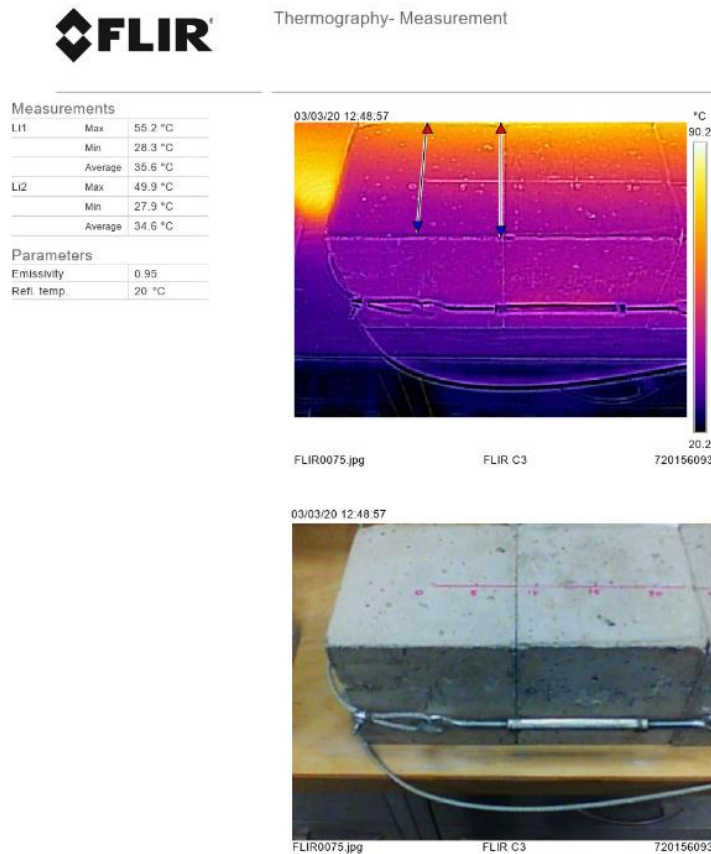 FLIR
Thermography- Measurement
Measurements
Li1 Max 55.2 °C
Min 28.3 °C
Average 35.6 °C
Li2 Max 49.9 °C
Min 27.9 °C
Average 34.6 °C
Parameters
Emissivity 0.95
Refl. temp. 20 °C
03/03/20 12:48:57
°C
90.2
20.2
FLIR0075.jpg FLIR C3 720156093
03/03/20 12:48:57
0 5
FLIR0075.jpg FLIR C3 720156093